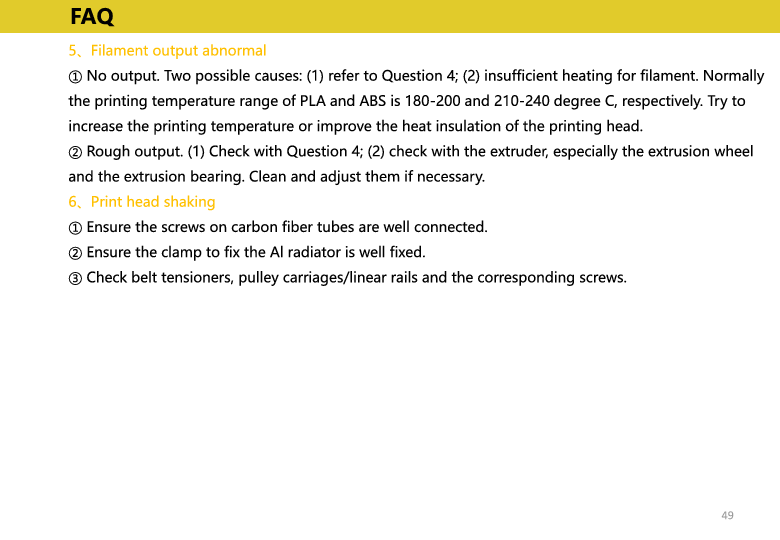 FAQ
5、Filament output abnormal
① No output. Two possible causes: (1) refer to Question 4; (2) insufficient heating for filament. Normally
the printing temperature range of PLA and ABS is 180-200 and 210-240 degree C, respectively. Try to
increase the printing temperature or improve the heat insulation of the printing head.
② Rough output. (1) Check with Question 4; (2) check with the extruder, especially the extrusion wheel
and the extrusion bearing. Clean and adjust them if necessary.
6、Print head shaking
① Ensure the screws on carbon fiber tubes are well connected.
② Ensure the clamp to fix the Al radiator is well fixed.
③ Check belt tensioners, pulley carriages/linear rails and the corresponding screws.
49